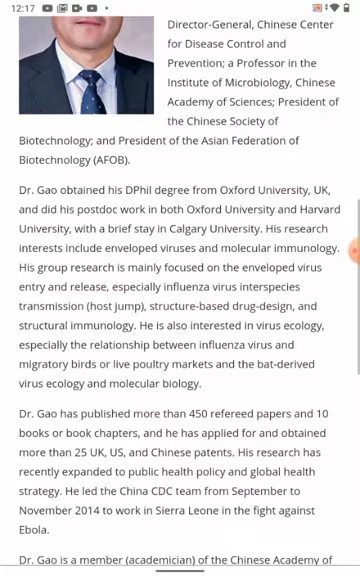 12:17
Director-General, Chinese Center
for Disease Control and
Prevention; a Professor in the
Institute of Microbiology, Chinese
Academy of Sciences; President of
the Chinese Society of
Biotechnology; and President of the Asian Federation of
Biotechnology (AFOB).
Dr. Gao obtained his DPhil degree from Oxford University, UK,
and did his postdoc work in both Oxford University and Harvard
University, with a brief stay in Calgary University. His research
interests include enveloped viruses and molecular immunology.
His group research is mainly focused on the enveloped virus
entry and release, especially influenza virus interspecies
transmission (host jump), structure-based drug-design, and
structural immunology. He is also interested in virus ecology,
especially the relationship between influenza virus and
migratory birds or live poultry markets and the bat-derived
virus ecology and molecular biology.
Dr. Gao has published more than 450 refereed papers and 10
books or book chapters, and he has applied for and obtained
more than 25 UK, US, and Chinese patents. His research has
recently expanded to public health policy and global health
strategy. He led the China CDC team from September to
November 2014 to work in Sierra Leone in the fight against
Ebola.
Dr. Gao is a member (academician) of the Chinese Academy of